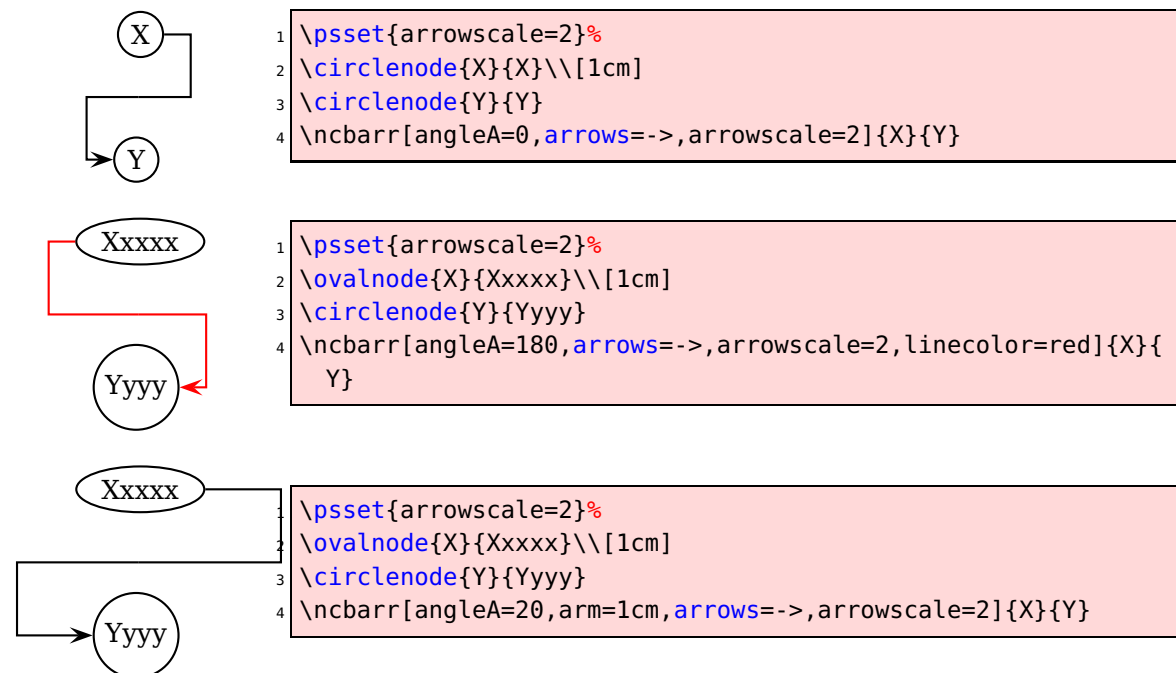 X
Y
1 \psset{arrowscale=2}%
2 \circlenode{X}{X}\\[1cm]
3 \circlenode{Y}{Y}
4 \ncbarr[angleA=0,arrows=->,arrowscale=2]{X}{Y}
Xxxxx
Yyyy
1 \psset{arrowscale=2}%
2 \ovalnode{X}{Xxxxx}\\[1cm]
3 \circlenode{Y}{Yyyy}
4 \ncbarr[angleA=180,arrows=->,arrowscale=2,linecolor=red]{X}{
Y}
Xxxxx
Yyyy
1 \psset{arrowscale=2}%
2 \ovalnode{X}{Xxxxx}\\[1cm]
3 \circlenode{Y}{Yyyy}
4 \ncbarr[angleA=20,arm=1cm,arrows=->,arrowscale=2]{X}{Y}